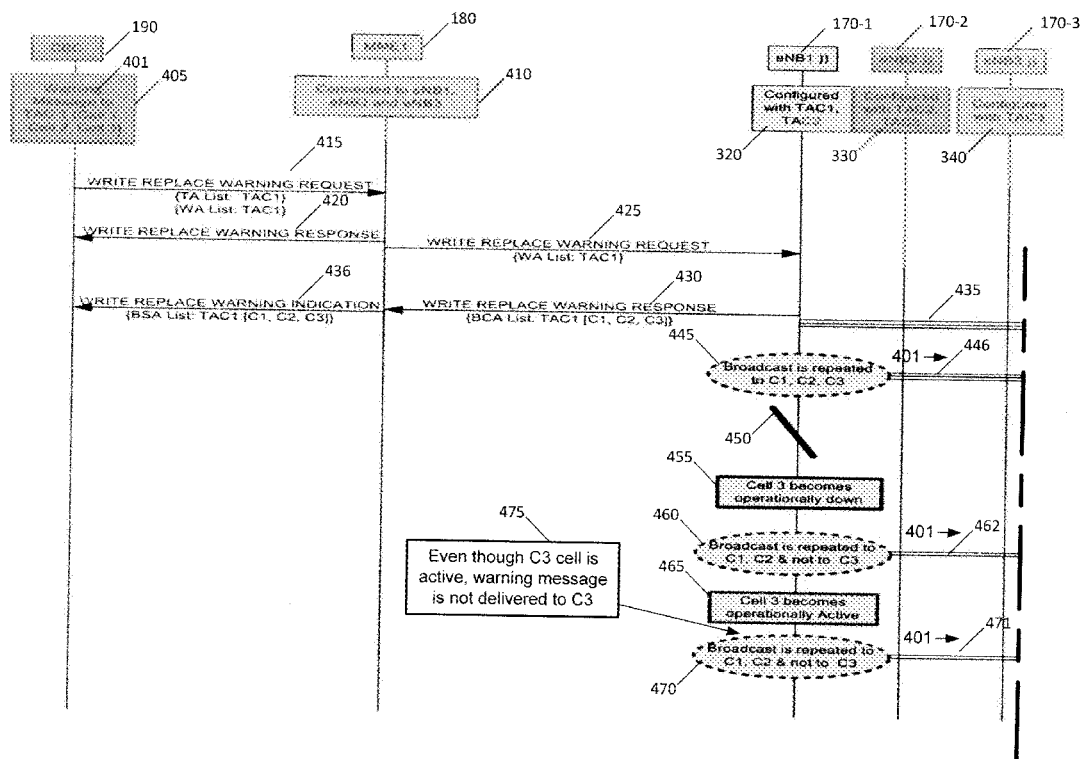 190
180
170-1
170-2
170-3
401
405
410
eNB1 ))
Connected to eNB1,
eNB2 and eNB3
Configured
with TAC1,
320
330
340
415
WRITE REPLACE WARNING REQUEST
{TA List: TAC1}
{WA List: TAC1}
420
425
WRITE REPLACE WARNING RESPONSE
WRITE REPLACE WARNING REQUEST
{WA List: TAC1}
436
430
435
WRITE REPLACE WARNING INDICATION
{BSA List: TAC1 [C1, C2, C3]}
WRITE REPLACE WARNING RESPONSE
{BCA List: TAC1 [C1, C2, C3]}
445
401
446
Broadcast is repeated
to C1, C2, C3
450
455
Cell 3 becomes
operationally down
475
460
401
462
Broadcast is repeated to
C1, C2 & not to C3
Even though C3 cell is
active, warning message
is not delivered to C3
465
Cell 3 becomes
operationally Active
401
471
Broadcast is repeated to
C1, C2 & not to C3
470